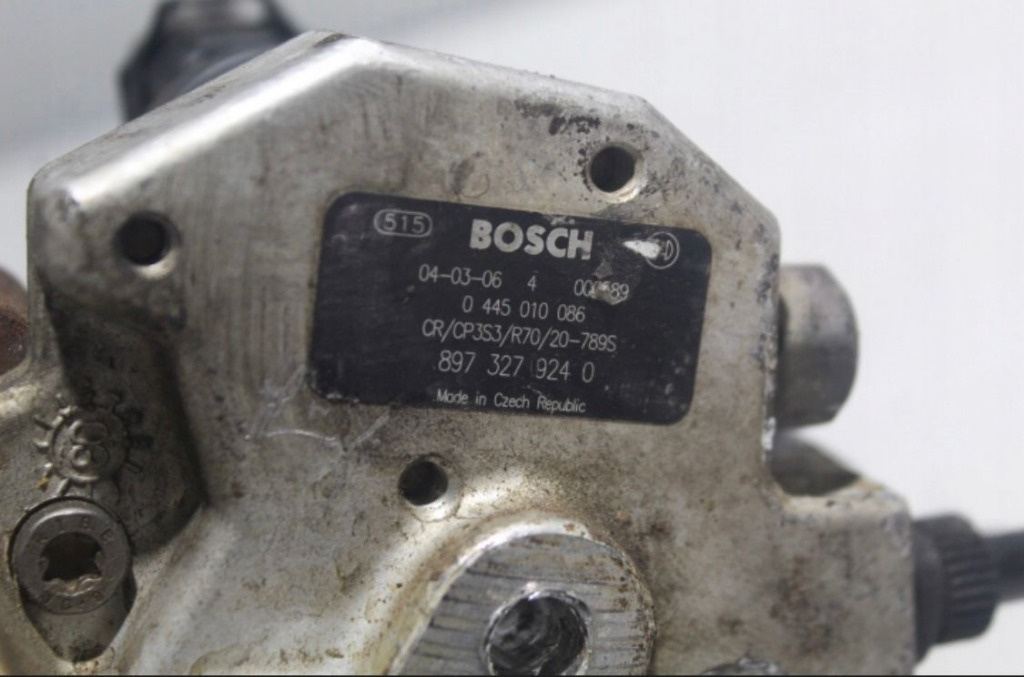 515
BOSCH
04-03-06 4
0 445 010 086
CR/CP3S3/R70/20-789S
897 327 924 0
Made in Czech Republic